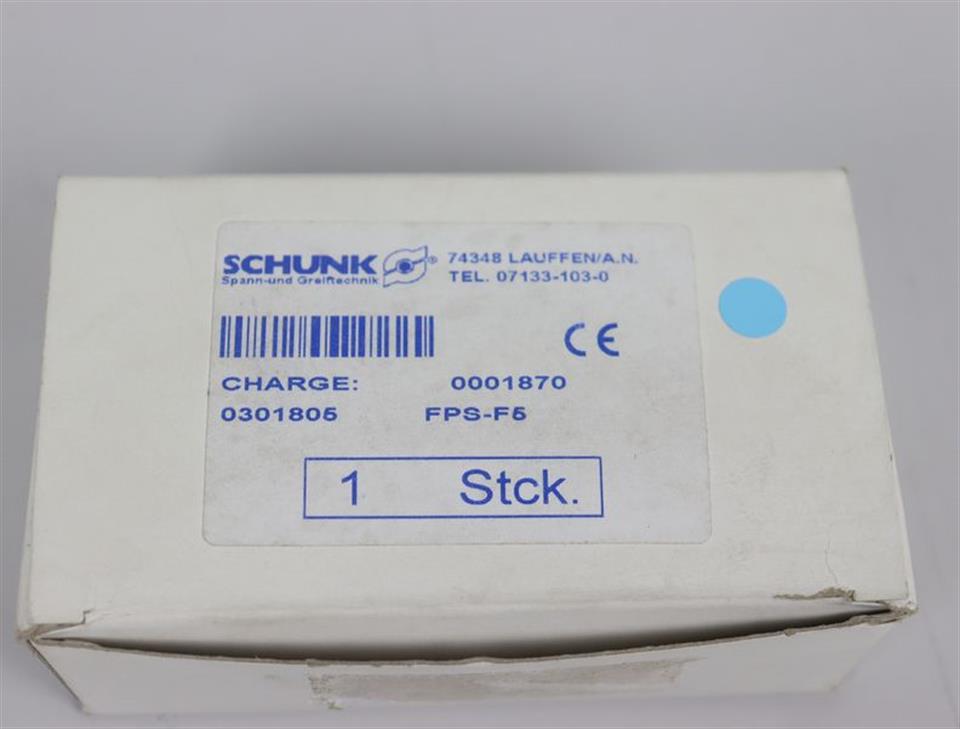 SCHUNK ® 74348 LAUFFEN/A.N.
Spann-und Greiftechnik TEL. 07133-103-0
CE
CHARGE: 0001870
0301805 FPS-F5
1 Stck.